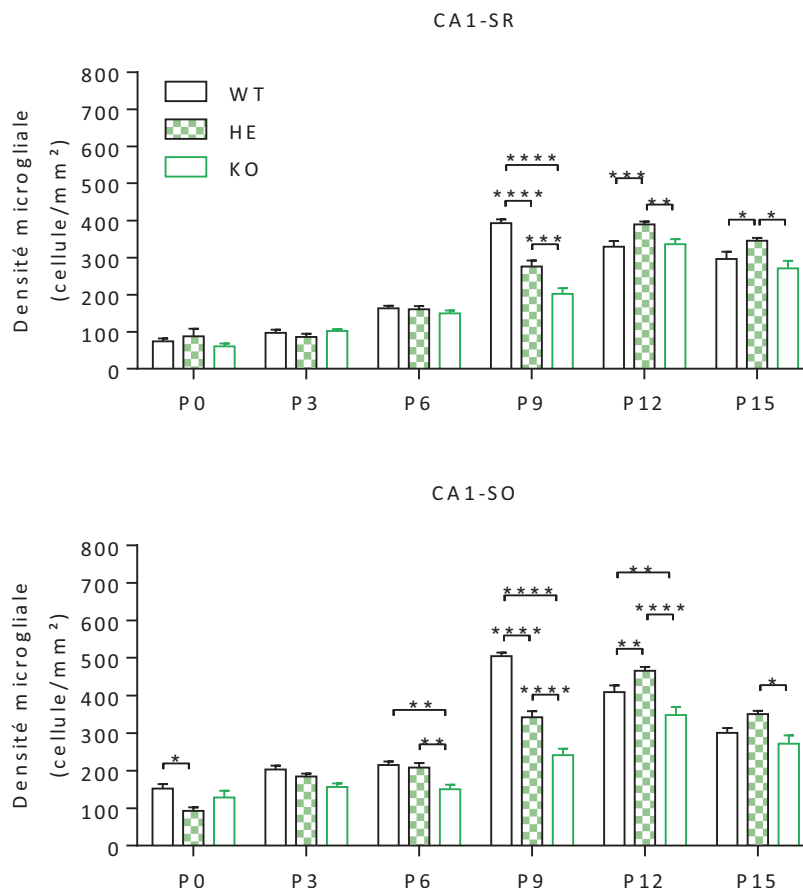 CA1-SR
Densité microgliale
(cellule/mm²)
800
700
600
500
400
300
200
100
0
WT
HE
KO
****
****
***
***
**
*
*
P0
P3
P6
P9
P12
P15
CA1-SO
Densité microgliale
(cellule/mm²)
800
700
600
500
400
300
200
100
0
*
**
**
****
****
****
**
****
**
*
P0
P3
P6
P9
P12
P15